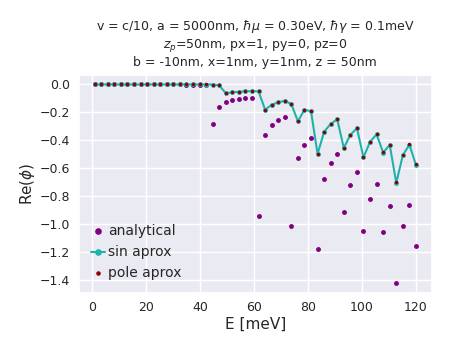 v = c/10, a = 5000nm, ℏμ = 0.30eV, ℏγ = 0.1meV
zₚ=50nm, px=1, py=0, pz=0
b = -10nm, x=1nm, y=1nm, z = 50nm
Re(ϕ)
0.0
−0.2
−0.4
−0.6
−0.8
−1.0
−1.2
−1.4
analytical
sin aprox
pole aprox
0 20 40 60 80 100 120
E [meV]